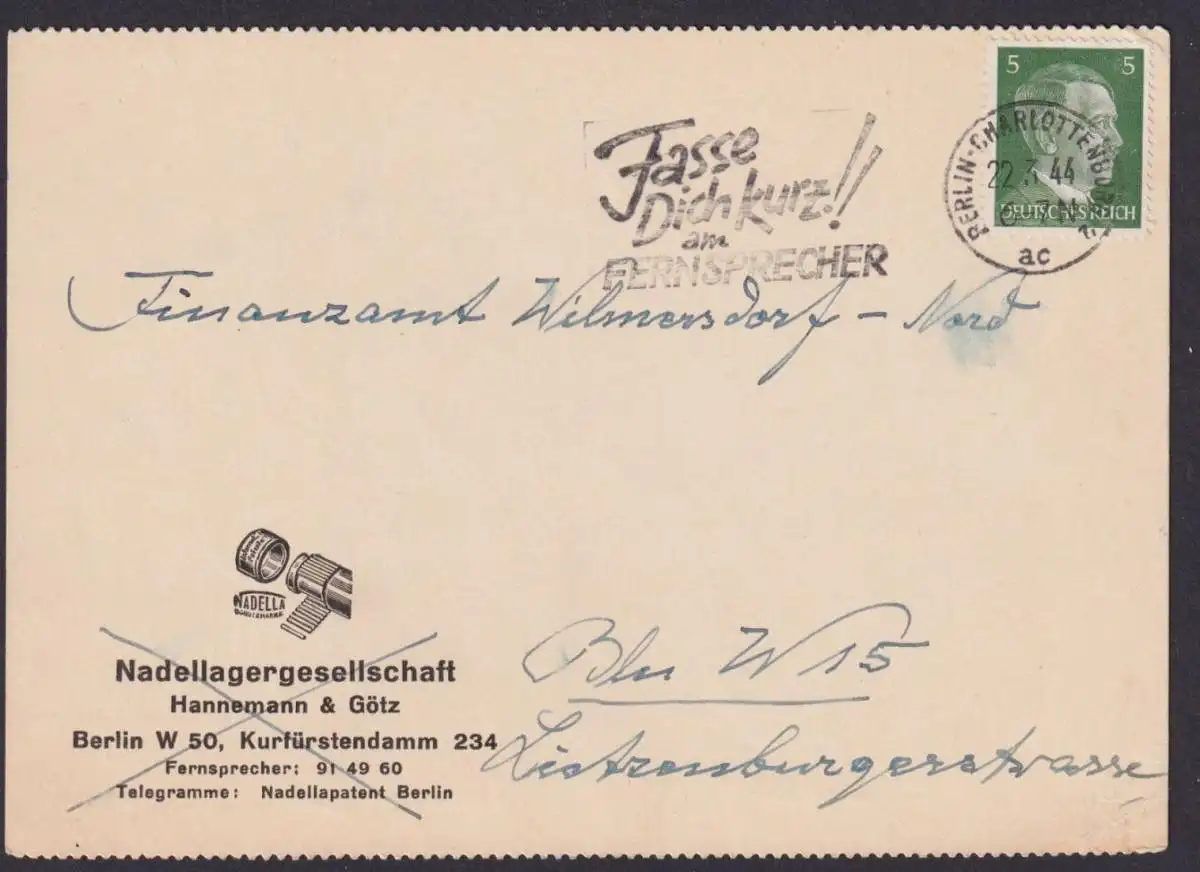 5 5
DEUTSCHES REICH
BERLIN-CHARLOTTENBURG
22.3.44
ac
Fasse
Dich kurz!!
am
FERNSPRECHER
Finanzamt Wilmersdorf - Nord
NADELLA
SCHUTZMARKE
Nadellagergesellschaft
Hannemann & Götz
Berlin W 50, Kurfürstendamm 234
Fernsprecher: 91 49 60
Telegramme: Nadellapatent Berlin
Bln W 15
Lietzenburgerstrasse